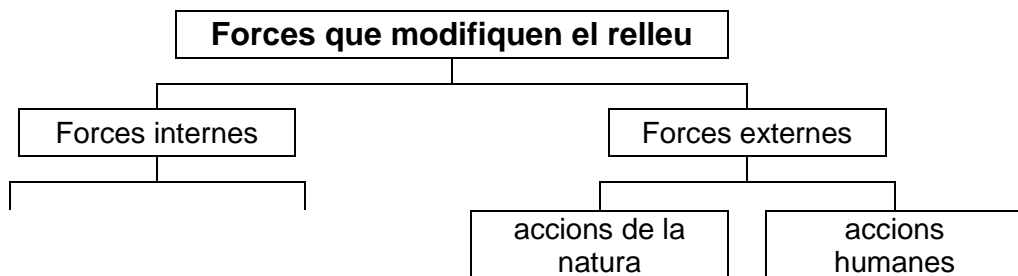 Forces que modifiquen el relleu
Forces internes
Forces externes
accions de la
natura
accions
humanes